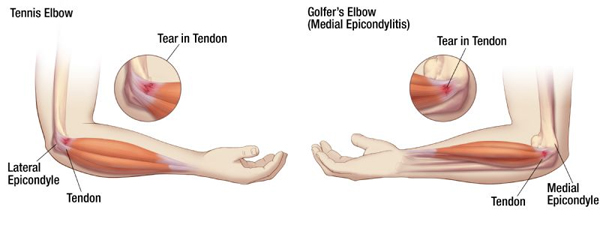 Tennis Elbow
Tear in Tendon
Lateral
Epicondyle
Tendon
Golfer's Elbow
(Medial Epicondylitis)
Tear in Tendon
Tendon
Medial
Epicondyle